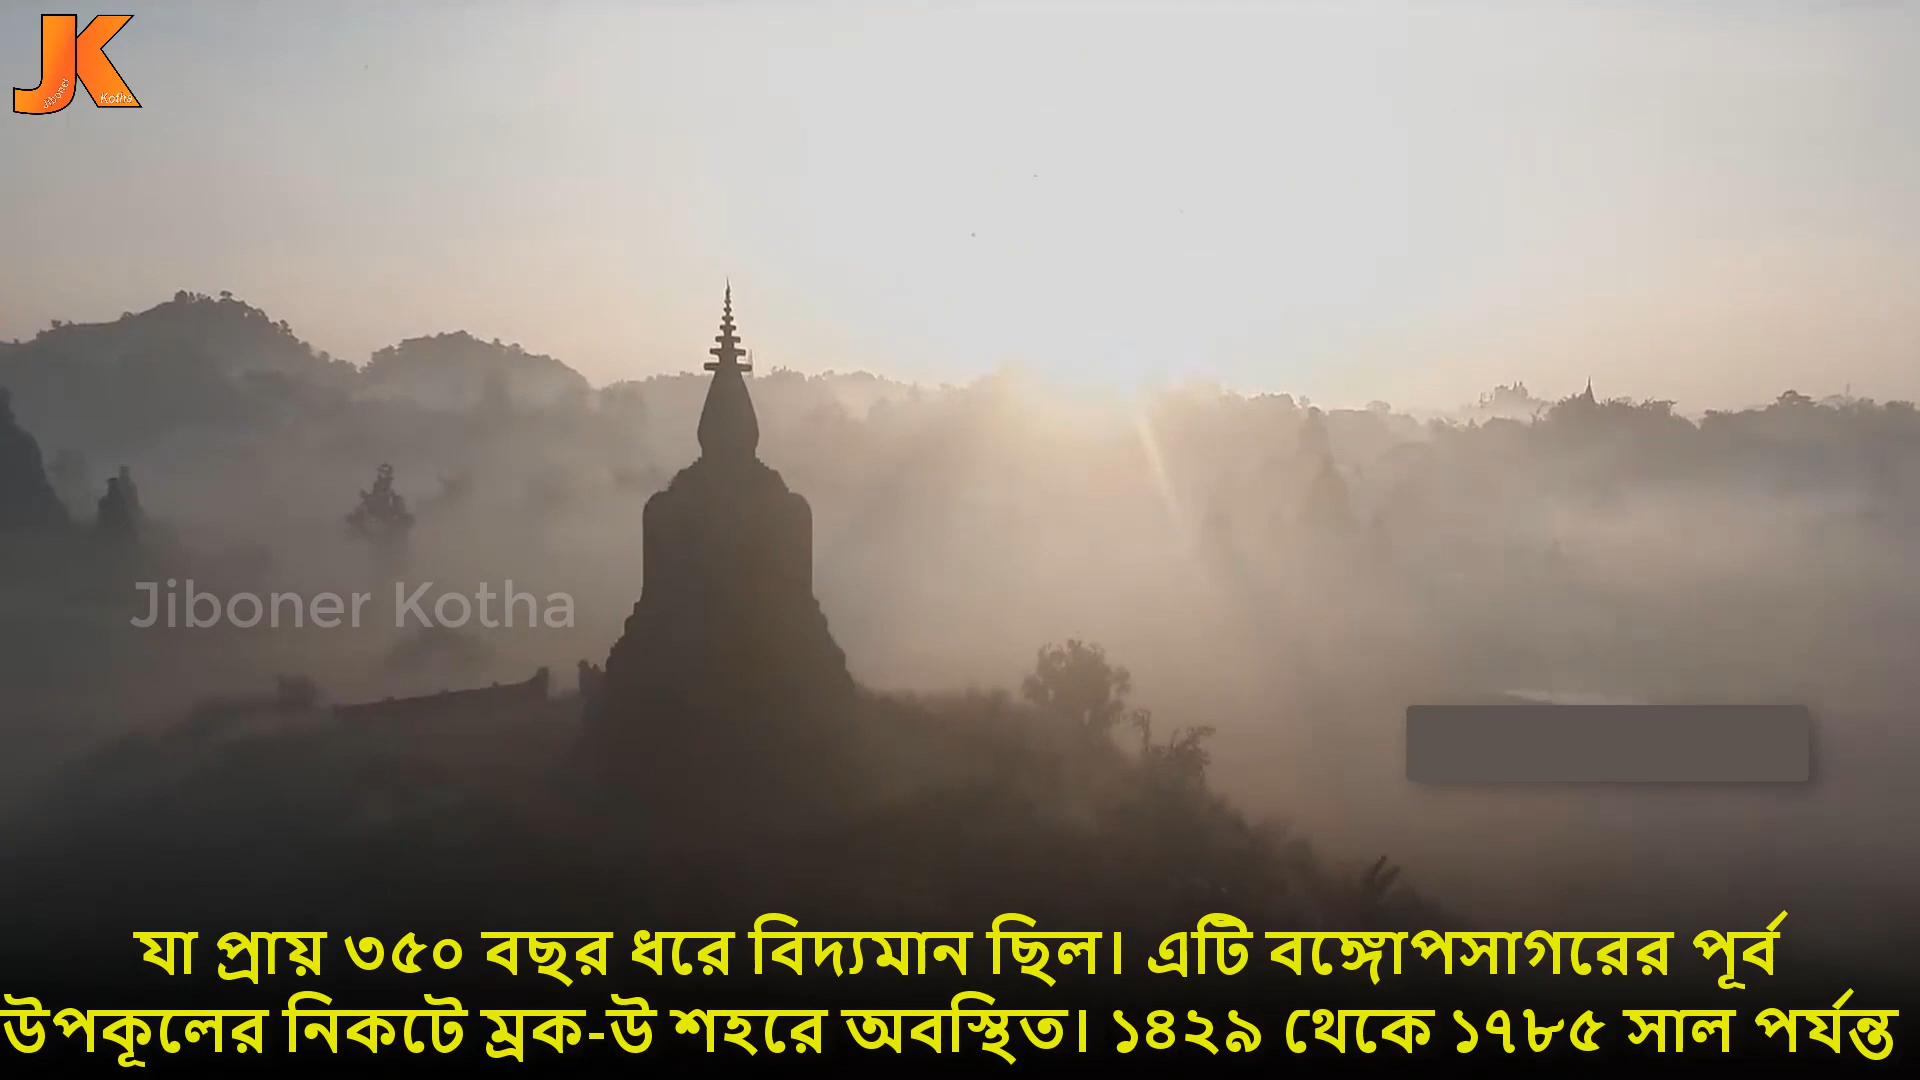 JK
Jiboner Kotha
Jiboner Kotha
যা প্রায় ৩৫০ বছর ধরে বিদ্যমান ছিল। এটি বঙ্গোপসাগরের পূর্ব
উপকূলের নিকটে ম্রক-উ শহরে অবস্থিত। ১৪২৯ থেকে ১৭৮৫ সাল পর্যন্ত